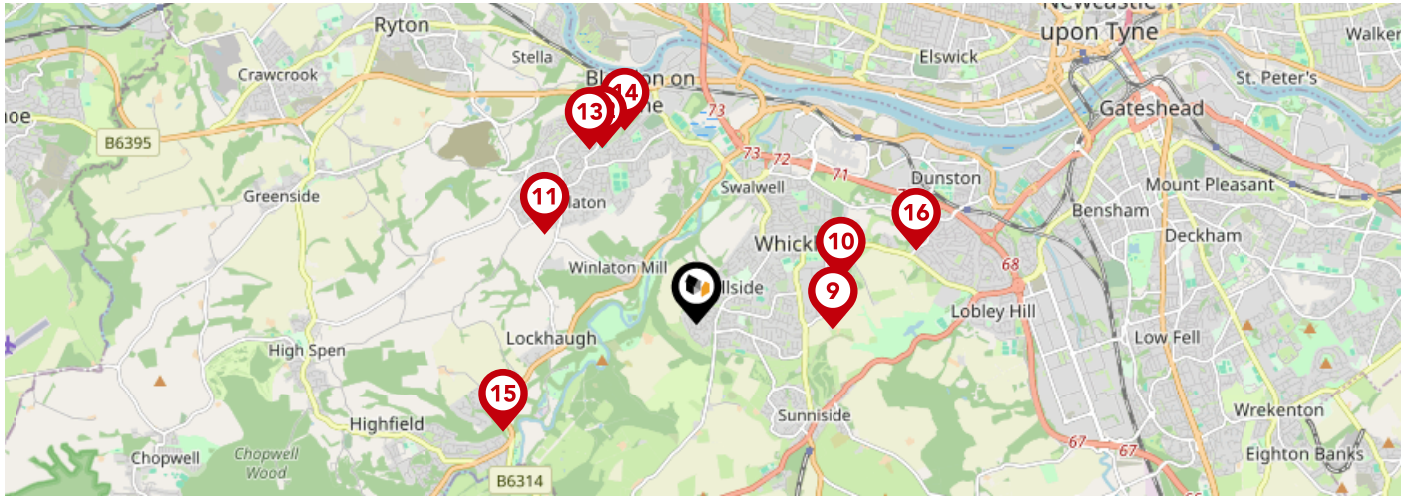 Newcastle
upon Tyne
Ryton
Walker
Stella
Elswick
Crawcrook
on
St. Peter's
14
13
73
Gateshead
B6395
73
72
71
Swalwell
Dunston
Mount Pleasant
Greenside
11
16
Bensham
Whickh
10
Deckham
Winlaton Mill
68
9
Lobley Hill
Lockhaugh
Low Fell
High Spen
15
Sunniside
Wrekenton
Highfield
67
67
Chopwell
Chopwell
Wood
Eighton Banks
B6314